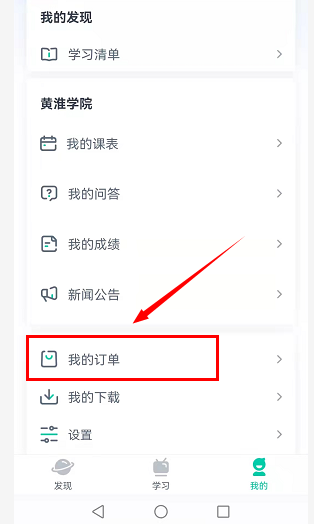 我的发现
学习清单
黄淮学院
我的课表
我的问答
我的成绩
新闻公告
我的订单
我的下载
设置
发现
学习
我的